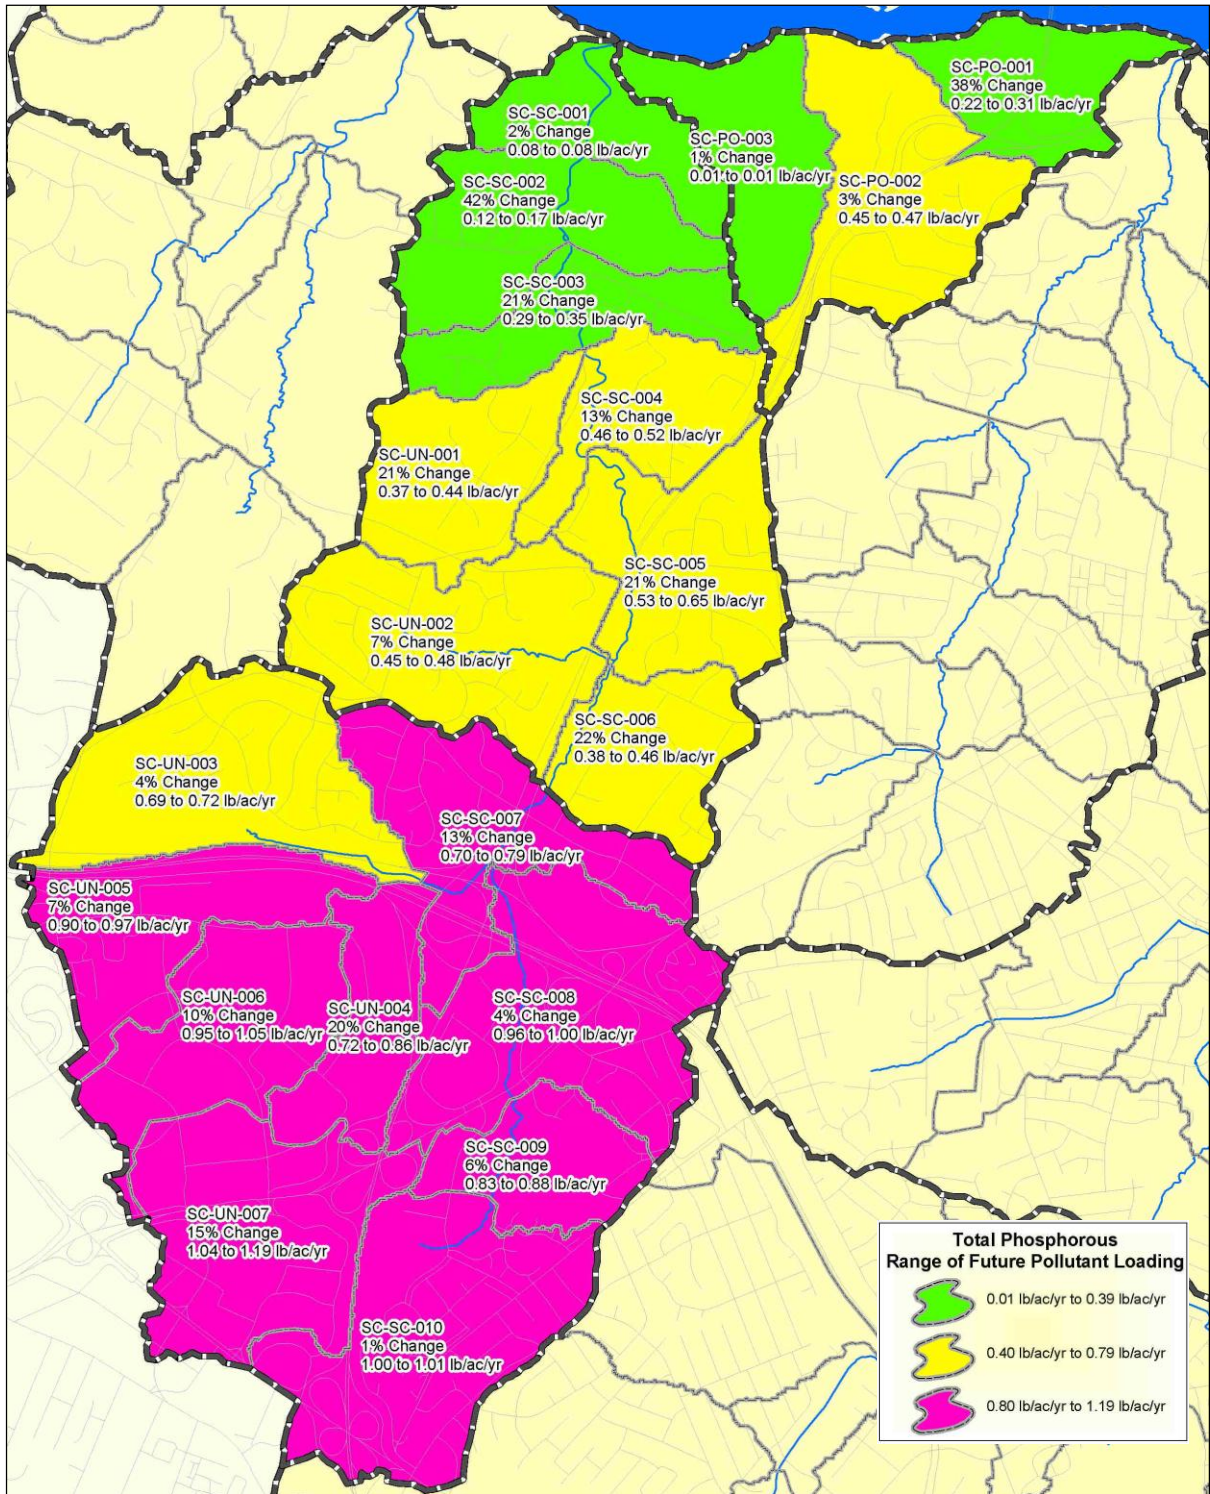 SC-PO-001
38% Change
0.22 to 0.31 lb/ac/yr
SC-SC-001
2% Change
0.08 to 0.08 lb/ac/yr
SC-PO-003
1% Change
0.01 to 0.01 lb/ac/yr
SC-SC-002
42% Change
0.12 to 0.17 lb/ac/yr
SC-PO-002
3% Change
0.45 to 0.47 lb/ac/yr
SC-SC-003
21% Change
0.29 to 0.35 lb/ac/yr
SC-SC-004
13% Change
0.46 to 0.52 lb/ac/yr
SC-UN-001
21% Change
0.37 to 0.44 lb/ac/yr
SC-SC-005
21% Change
0.53 to 0.65 lb/ac/yr
SC-UN-002
7% Change
0.45 to 0.48 lb/ac/yr
SC-SC-006
22% Change
0.38 to 0.46 lb/ac/yr
SC-UN-003
4% Change
0.69 to 0.72 lb/ac/yr
SC-SC-007
13% Change
0.70 to 0.79 lb/ac/yr
SC-UN-005
7% Change
0.90 to 0.97 lb/ac/yr
SC-UN-006
10% Change
0.95 to 1.05 lb/ac/yr
SC-UN-004
20% Change
0.72 to 0.86 lb/ac/yr
SC-SC-008
4% Change
0.96 to 1.00 lb/ac/yr
SC-SC-009
6% Change
0.83 to 0.88 lb/ac/yr
SC-UN-007
15% Change
1.04 to 1.19 lb/ac/yr
SC-SC-010
1% Change
1.00 to 1.01 lb/ac/yr
Total Phosphorous
Range of Future Pollutant Loading
0.01 lb/ac/yr to 0.39 lb/ac/yr
0.40 lb/ac/yr to 0.79 lb/ac/yr
0.80 lb/ac/yr to 1.19 lb/ac/yr